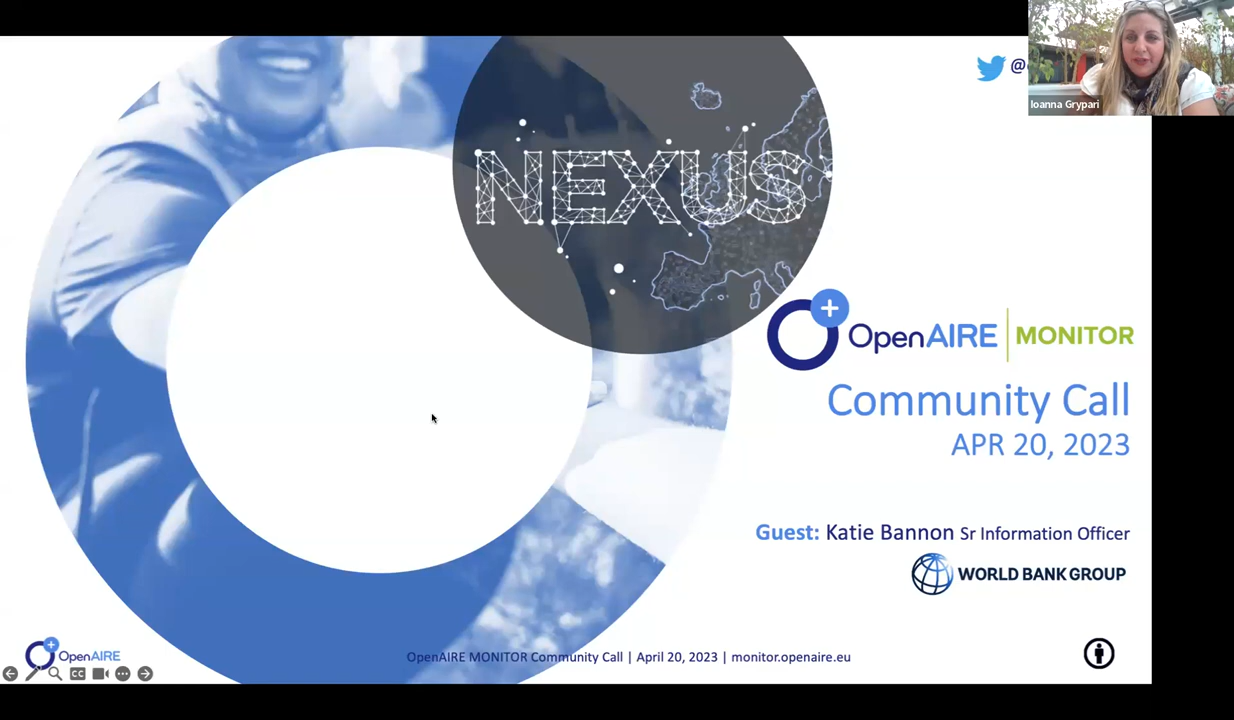 @
Ioanna Grypari
NEXUS
OpenAIRE | MONITOR
Community Call
APR 20, 2023
Guest: Katie Bannon Sr Information Officer
WORLD BANK GROUP
OpenAIRE
OpenAIRE MONITOR Community Call | April 20, 2023 | monitor.openaire.eu
CC